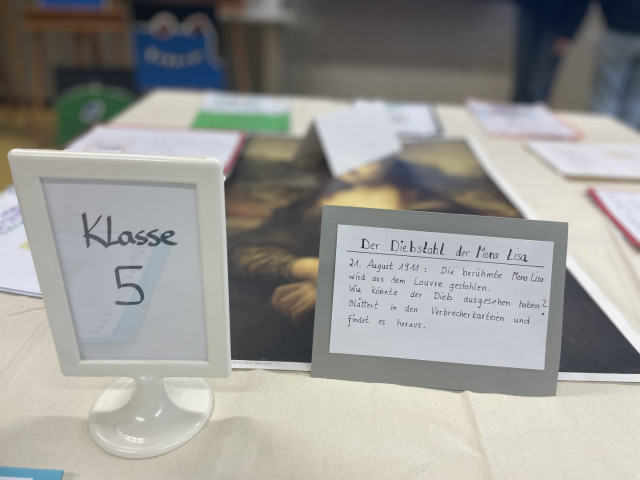 Klasse
5
Der Diebstahl der Mona Lisa
21. August 1911: Die berühmte Mona Lisa
wird aus dem Louvre gestohlen.
Wie könnte der Dieb ausgesehen haben?
Blättert in den Verbrecherkarteien und
findet es heraus.